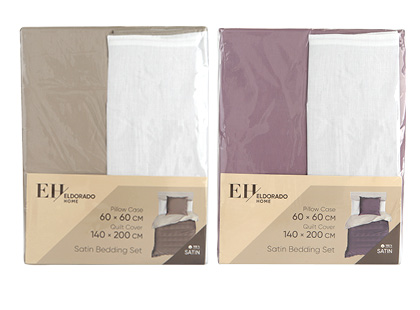 EH ELDORADO
HOME
Pillow Case
60 × 60 CM
Quilt Cover
140 × 200 CM
Satin Bedding Set
SATIN
EH ELDORADO
HOME
Pillow Case
60 × 60 CM
Quilt Cover
140 × 200 CM
Satin Bedding Set
SATIN